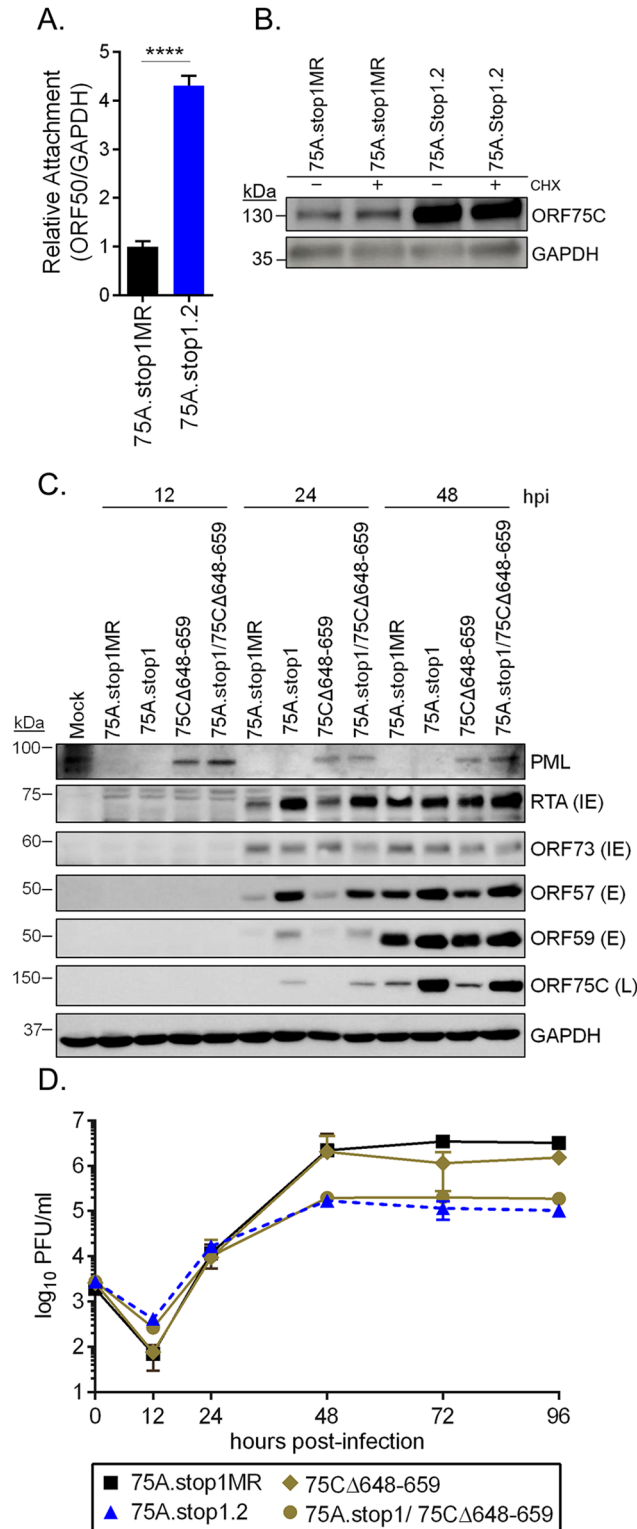 A.
****
Relative Attachment
(ORF50/GAPDH)
5
4
3
2
1
0
75A.stop1MR
75A.stop1.2
B.
75A.stop1MR
75A.stop1MR
75A.Stop1.2
75A.Stop1.2
kDa
− + − + CHX
130 ORF75C
35 GAPDH
C.
12 24 48 hpi
Mock
75A.stop1MR
75A.stop1
75CΔ648-659
75A.stop1/75CΔ648-659
75A.stop1MR
75A.stop1
75CΔ648-659
75A.stop1/75CΔ648-659
75A.stop1MR
75A.stop1
75CΔ648-659
75A.stop1/75CΔ648-659
kDa
100 PML
75 RTA (IE)
60 ORF73 (IE)
50 ORF57 (E)
50 ORF59 (E)
150 ORF75C (L)
37 GAPDH
D.
log10 PFU/ml
7
6
5
4
3
2
1
0 12 24 48 72 96
hours post-infection
75A.stop1MR 75CΔ648-659
75A.stop1.2 75A.stop1/ 75CΔ648-659